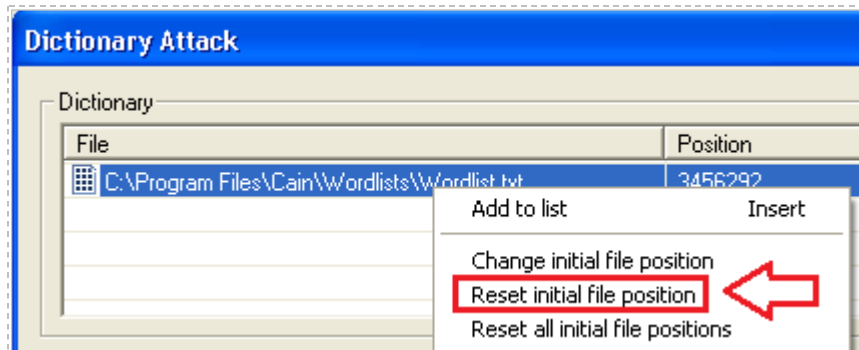 Dictionary Attack
Dictionary
File Position
C:\Program Files\Cain\Wordlists\Wordlist.txt 3456292
Add to list Insert
Change initial file position
Reset initial file position
Reset all initial file positions